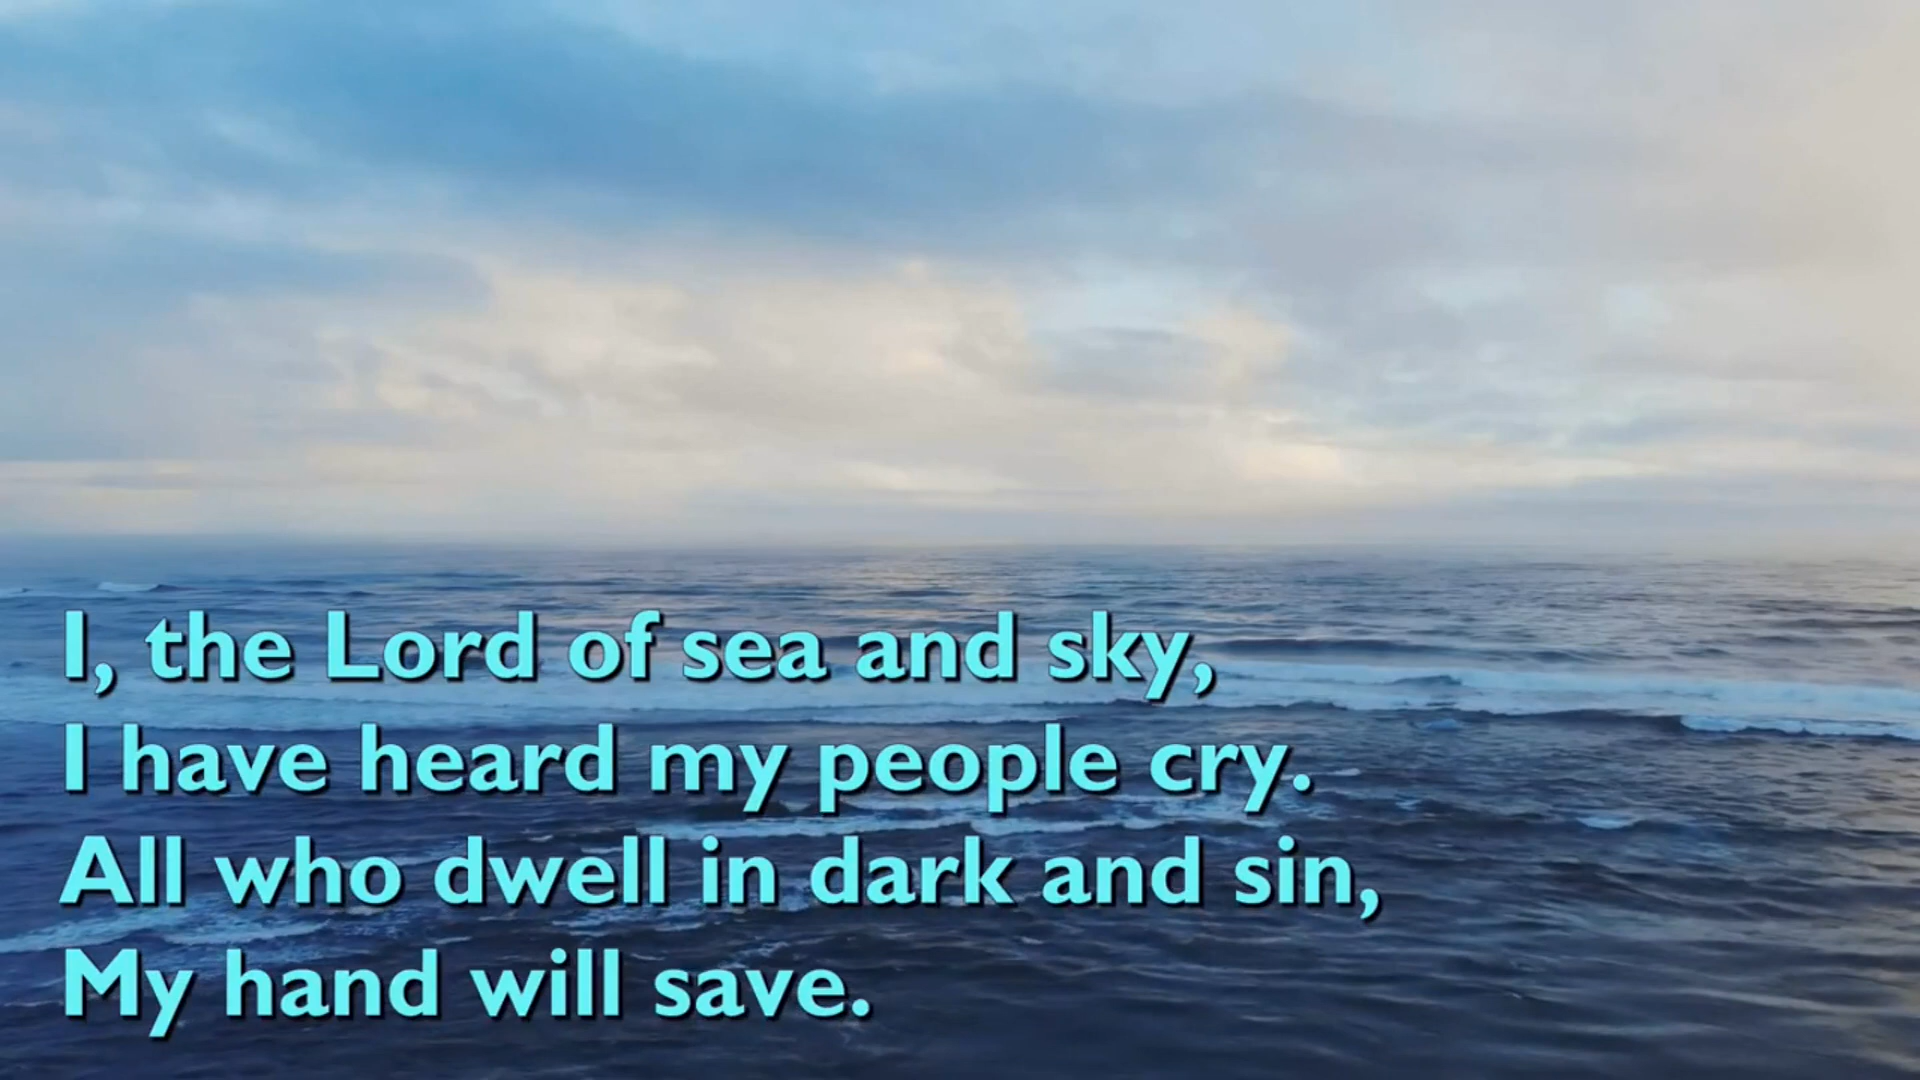 I, the Lord of sea and sky,
I have heard my people cry.
All who dwell in dark and sin,
My hand will save.